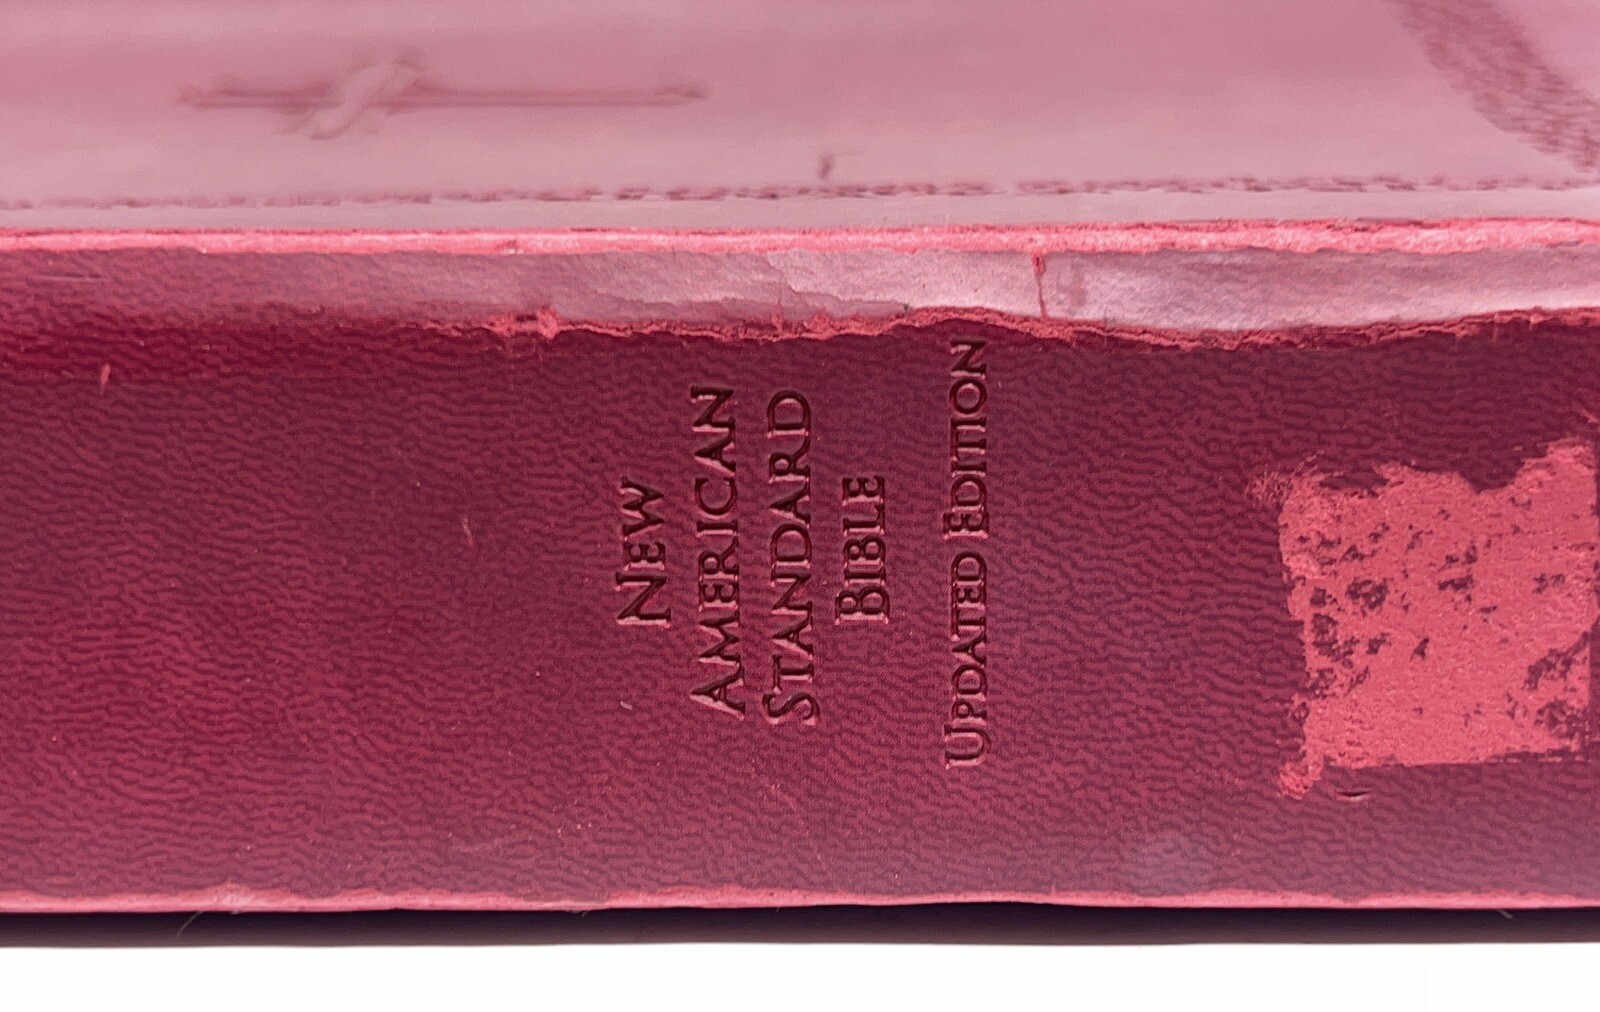 NEW
AMERICAN
STANDARD
BIBLE
UPDATED EDITION